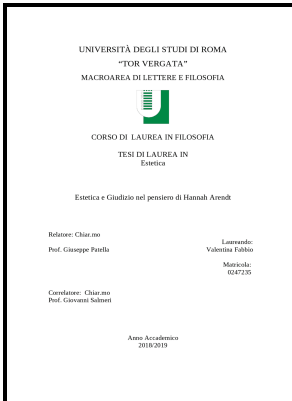 UNIVERSITÀ DEGLI STUDI DI ROMA
“TOR VERGATA”
MACROAREA DI LETTERE E FILOSOFIA
CORSO DI LAUREA IN FILOSOFIA
TESI DI LAUREA IN
Estetica
Estetica e Giudizio nel pensiero di Hannah Arendt
Relatore: Chiar.mo
Prof. Giuseppe Patella
Laureando:
Valentina Fabbio
Matricola:
0247235
Correlatore: Chiar.mo
Prof. Giovanni Salmeri
Anno Accademico
2018/2019